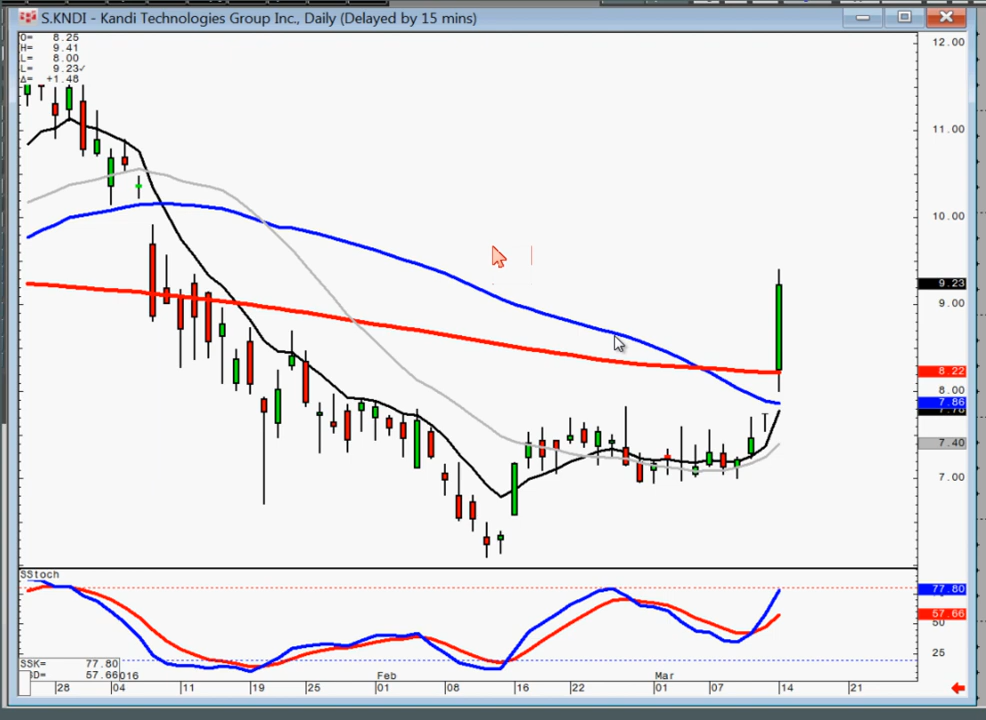 S.KNDI - Kandi Technologies Group Inc., Daily (Delayed by 15 mins)
O= 8.25
H= 9.41
L= 8.00
L= 9.23✓
Δ= +1.48
12.00
11.00
10.00
9.23
9.00
8.22
8.00
7.86
7.40
7.00
SStoch
77.80
57.66
50
25
SSK= 77.80
SD= 57.66
016
28
04
11
19
25
Feb
01
08
16
22
Mar
01
07
14
21